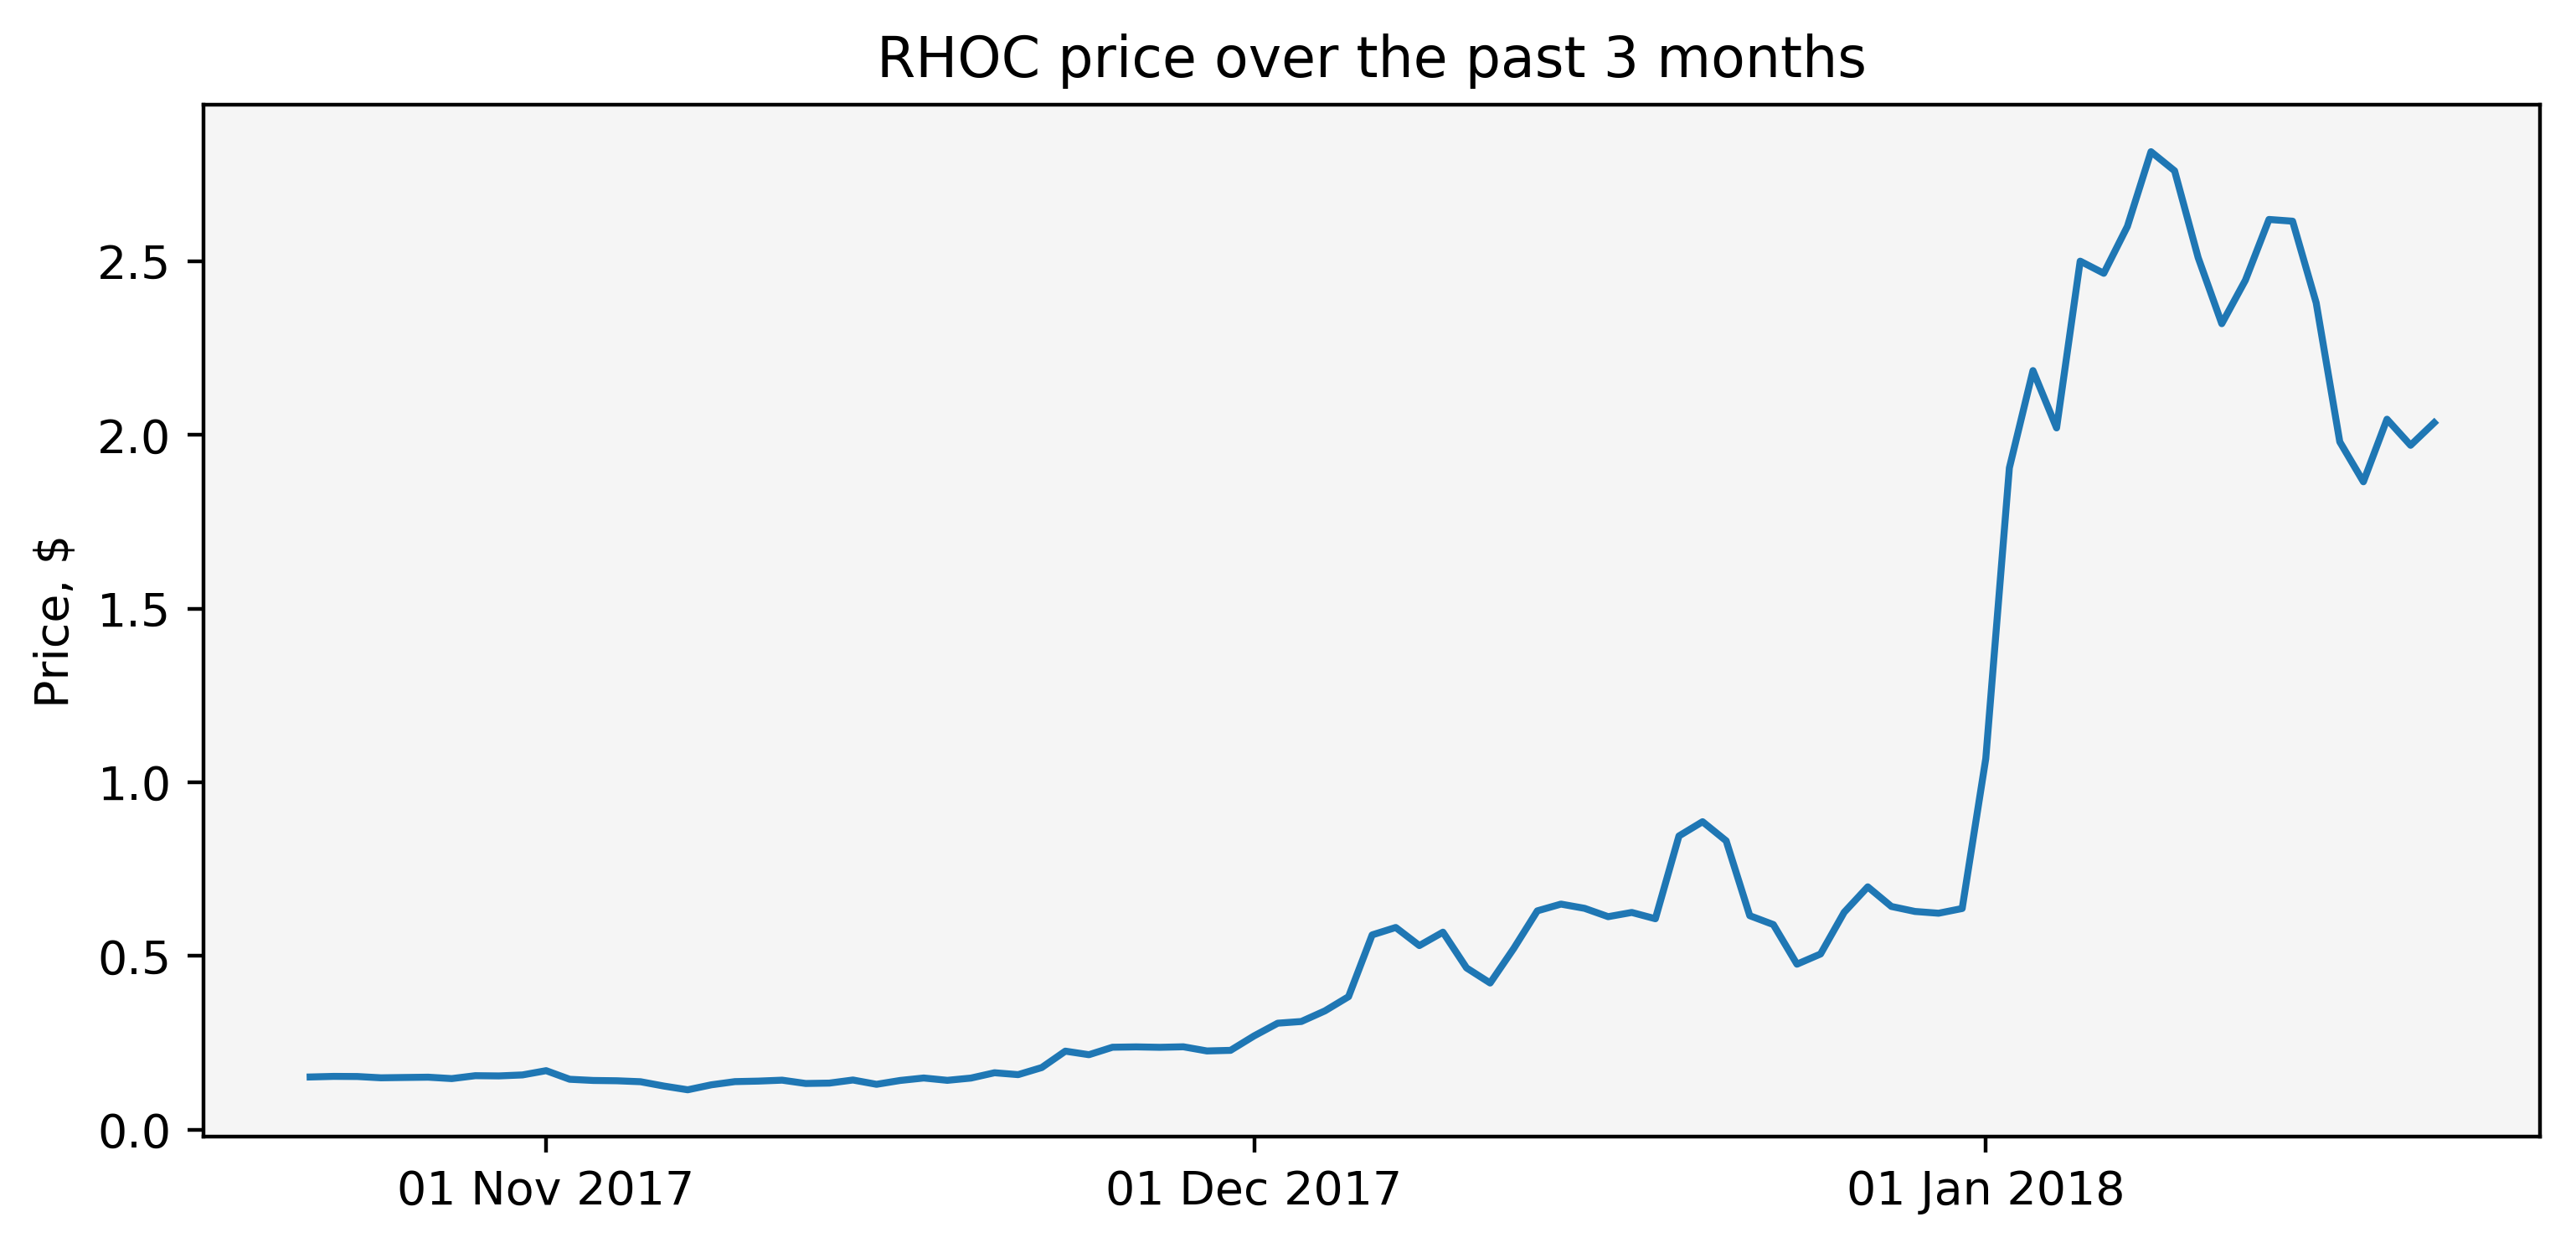 RHOC price over the past 3 months
Price, $
2.5
2.0
1.5
1.0
0.5
0.0
01 Nov 2017
01 Dec 2017
01 Jan 2018